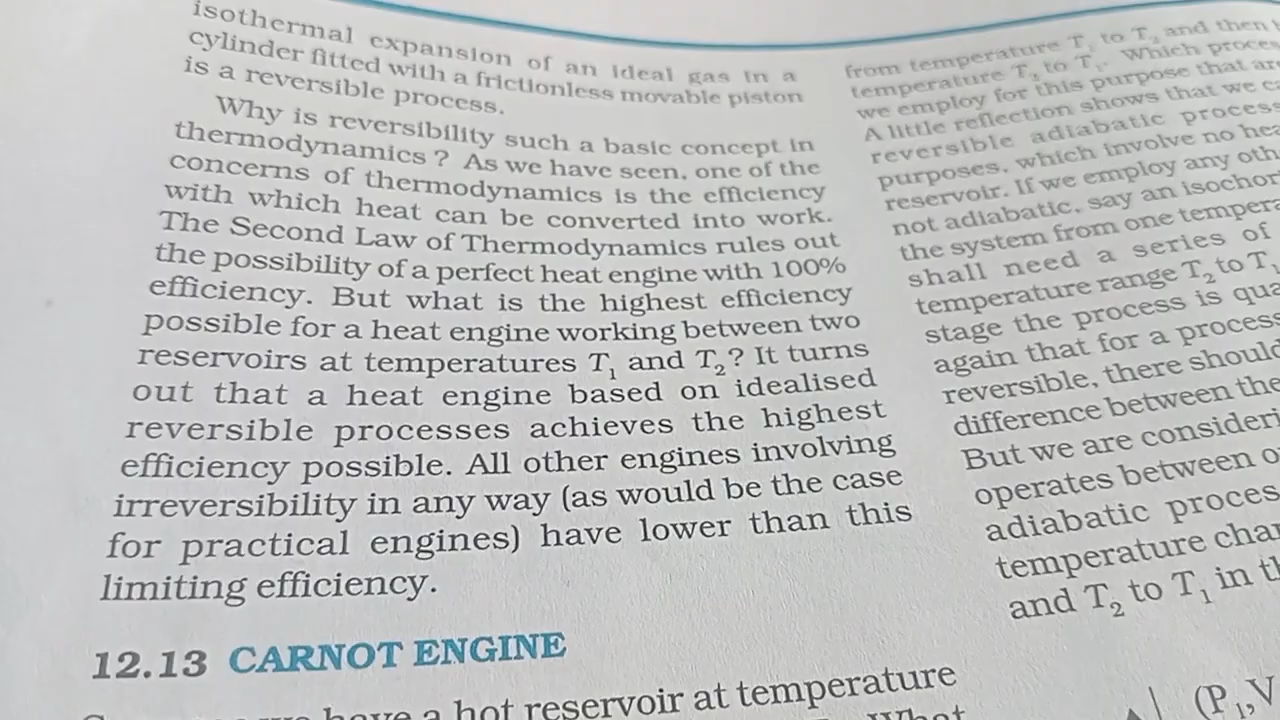 isothermal expansion of an ideal gas in a
cylinder fitted with a frictionless movable piston
is a reversible process.
Why is reversibility such a basic concept in
thermodynamics ? As we have seen, one of the
concerns of thermodynamics is the efficiency
with which heat can be converted into work.
The Second Law of Thermodynamics rules out
the possibility of a perfect heat engine with 100%
efficiency. But what is the highest efficiency
possible for a heat engine working between two
reservoirs at temperatures T₁ and T₂? It turns
out that a heat engine based on idealised
reversible processes achieves the highest
efficiency possible. All other engines involving
irreversibility in any way (as would be the case
for practical engines) have lower than this
limiting efficiency.
12.13 CARNOT ENGINE
have a hot reservoir at temperature
What
from temperature T₁ to T₂ and then
temperature T₂ to T₁. Which
we employ for this purpose that
A little reflection shows that we
reversible adiabatic
purposes, which involve no
reservoir. If we employ any
not adiabatic, say an
the system from one
shall need a series of
temperature range T₂ to T₁
stage the process is
again that for a process
reversible, there should
difference between the
But we are
operates between
adiabatic
temperature
and T₂ to T₁ in
(P₁, V